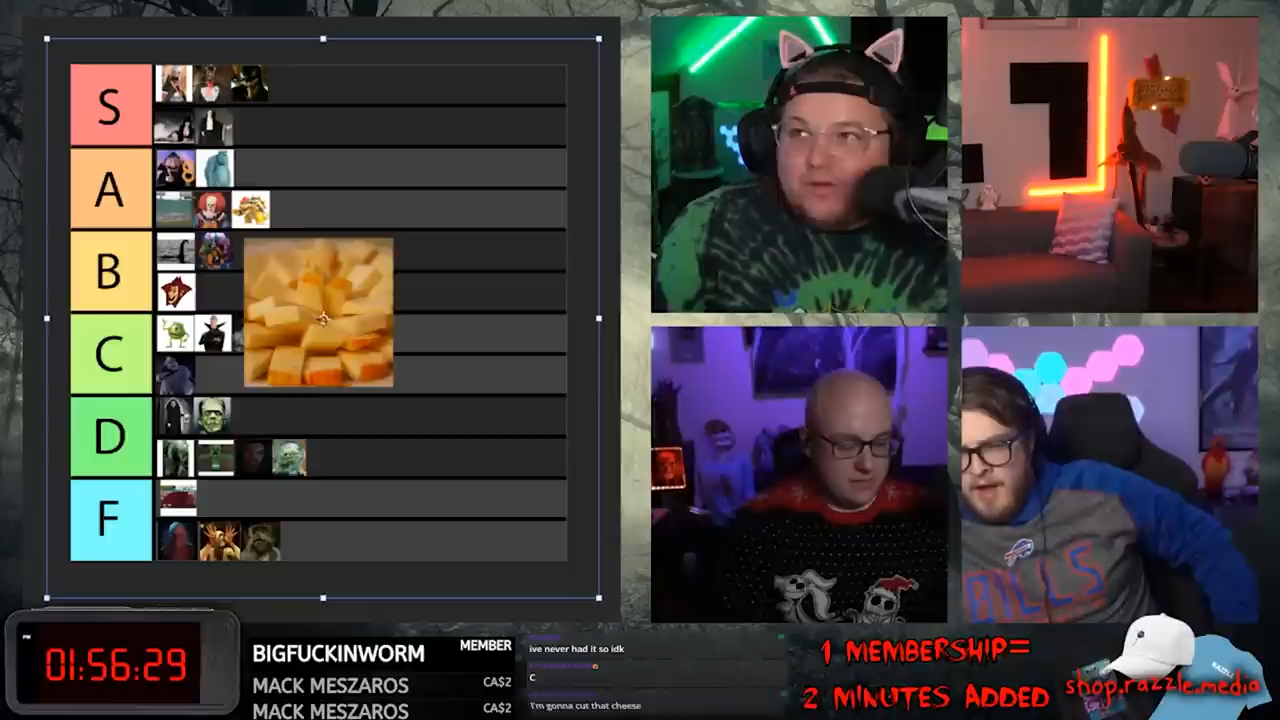 S
A
B
C
D
F
BILLS
PM
01:56:29
BIGFUCKINWORM
MEMBER
MACK MESZAROS
CA$2
MACK MESZAROS
CA$2
ive never had it so idk
C
I'm gonna cut that cheese
1 MEMBERSHIP=
2 MINUTES ADDED
shop.razzle.media